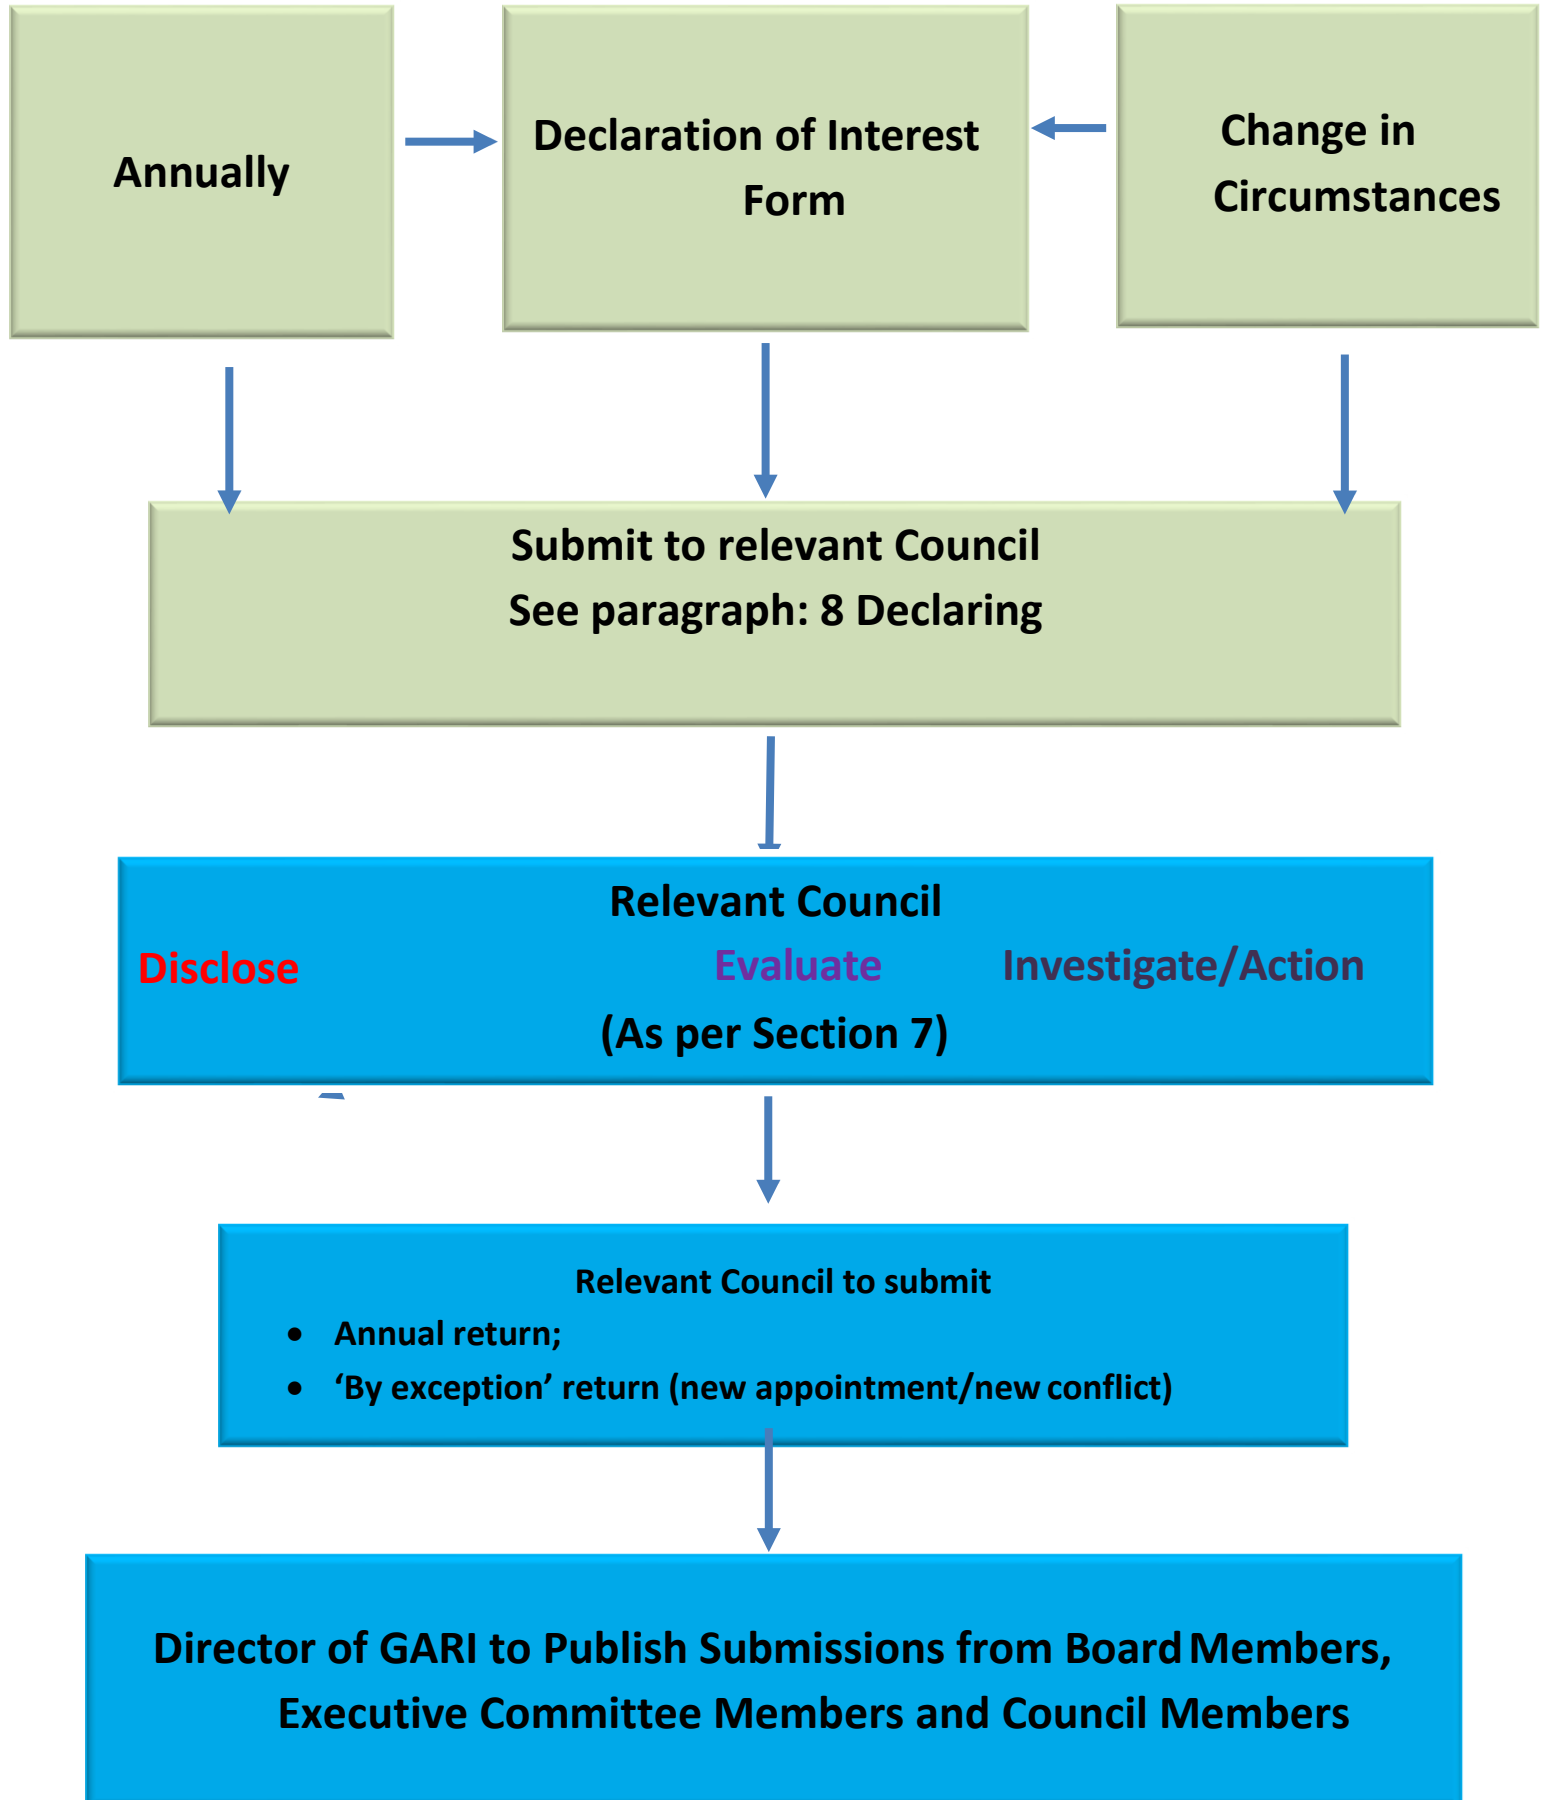 Annually
Declaration of Interest
Form
Change in
Circumstances
Submit to relevant Council
See paragraph: 8 Declaring
Relevant Council
Disclose Evaluate Investigate/Action
(As per Section 7)
Relevant Council to submit
• Annual return;
• ‘By exception’ return (new appointment/new conflict)
Director of GARI to Publish Submissions from Board Members,
Executive Committee Members and Council Members